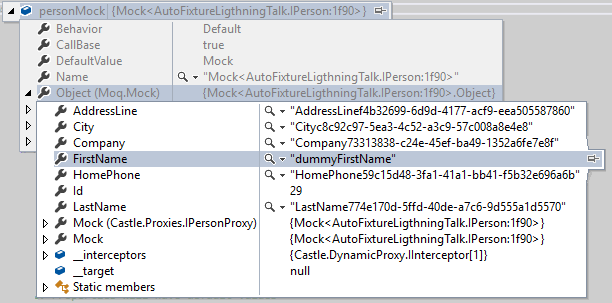 personMock {Mock<AutoFixtureLigthningTalk.IPerson:1f90>}
Behavior Default
CallBase true
DefaultValue Mock
Name "Mock<AutoFixtureLigthningTalk.IPerson:1f90>"
Object (Moq.Mock) {Mock<AutoFixtureLigthningTalk.IPerson:1f90>.Object}
AddressLine "AddressLinef4b32699-6d9d-4177-acf9-eea505587860"
City "Cityc8c92c97-5ea3-4c52-a3c9-57c008a8e4e8"
Company "Company73313838-c24e-45ef-ba49-1352a6fe7e8f"
FirstName "dummyFirstName"
HomePhone "HomePhone59c15d48-3fa1-41a1-bb41-f5b32e696a6b"
Id 29
LastName "LastName774e170d-5ffd-40de-a7c6-9d555a1d5570"
Mock (Castle.Proxies.IPersonProxy) {Mock<AutoFixtureLigthningTalk.IPerson:1f90>}
Mock {Mock<AutoFixtureLigthningTalk.IPerson:1f90>}
__interceptors {Castle.DynamicProxy.IInterceptor[1]}
__target null
Static members